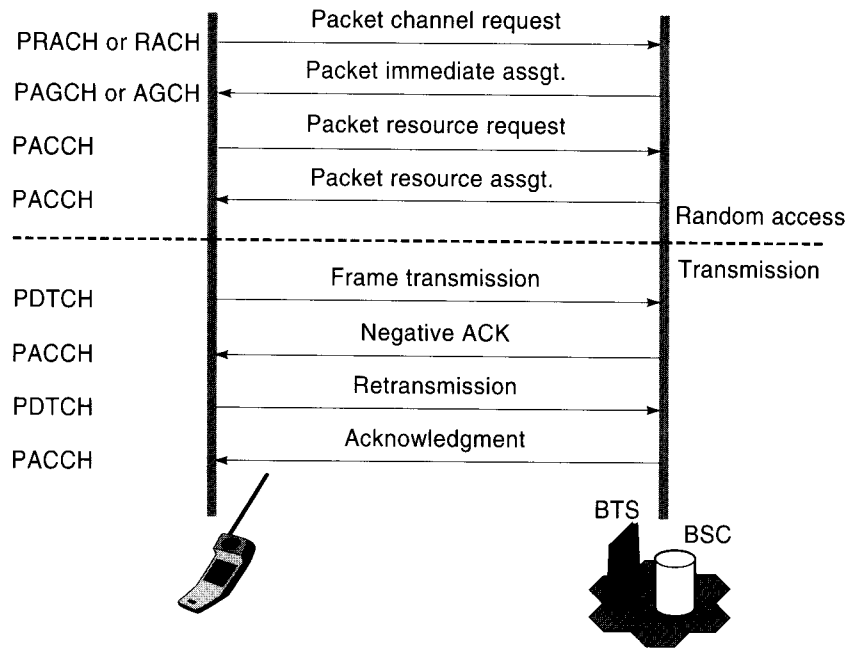 Packet channel request
PRACH or RACH
Packet immediate assgt.
PAGCH or AGCH
Packet resource request
PACCH
Packet resource assgt.
PACCH
Random access
Transmission
Frame transmission
PDTCH
Negative ACK
PACCH
Retransmission
PDTCH
Acknowledgment
PACCH
BTS
BSC